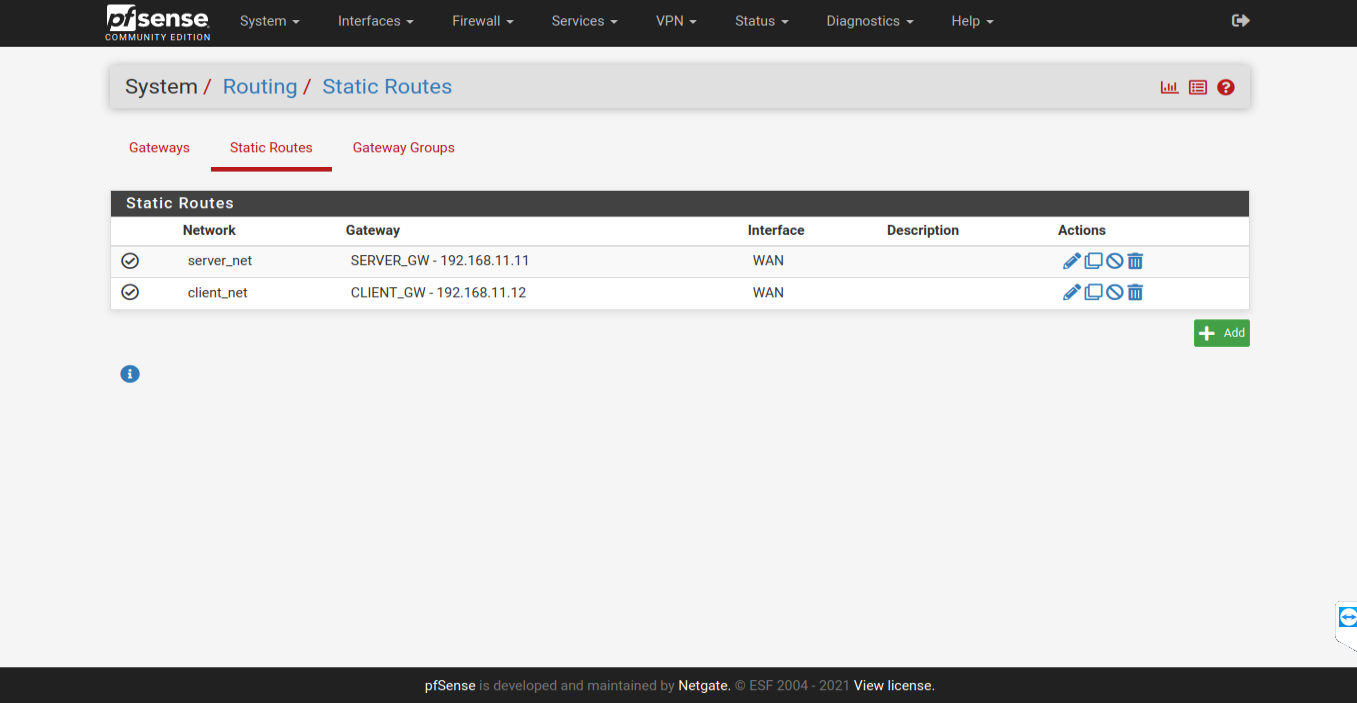 pfsense COMMUNITY EDITION System Interfaces Firewall Services VPN Status Diagnostics Help
System / Routing / Static Routes
Gateways Static Routes Gateway Groups
Static Routes
Network Gateway Interface Description Actions
server_net SERVER_GW - 192.168.11.11 WAN
client_net CLIENT_GW - 192.168.11.12 WAN
Add
pfSense is developed and maintained by Netgate. © ESF 2004 - 2021 View license.